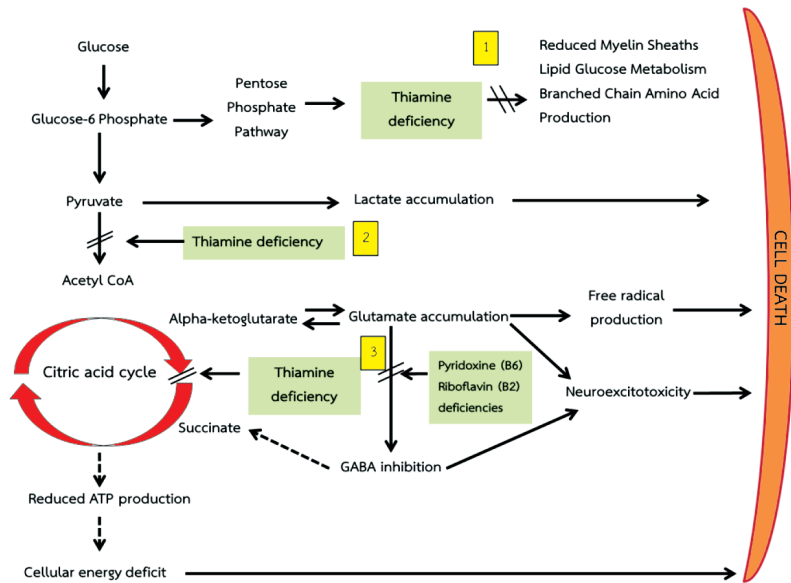 Glucose
1
Reduced Myelin Sheaths
Lipid Glucose Metabolism
Branched Chain Amino Acid
Production
Glucose-6 Phosphate
Pentose
Phosphate
Pathway
Thiamine
deficiency
Pyruvate
Lactate accumulation
Thiamine deficiency
2
Acetyl CoA
Alpha-ketoglutarate
Glutamate accumulation
Free radical
production
Citric acid cycle
Thiamine
deficiency
3
Pyridoxine (B6)
Riboflavin (B2)
deficiencies
Neuroexcitotoxicity
Succinate
GABA inhibition
Reduced ATP production
Cellular energy deficit
CELL DEATH